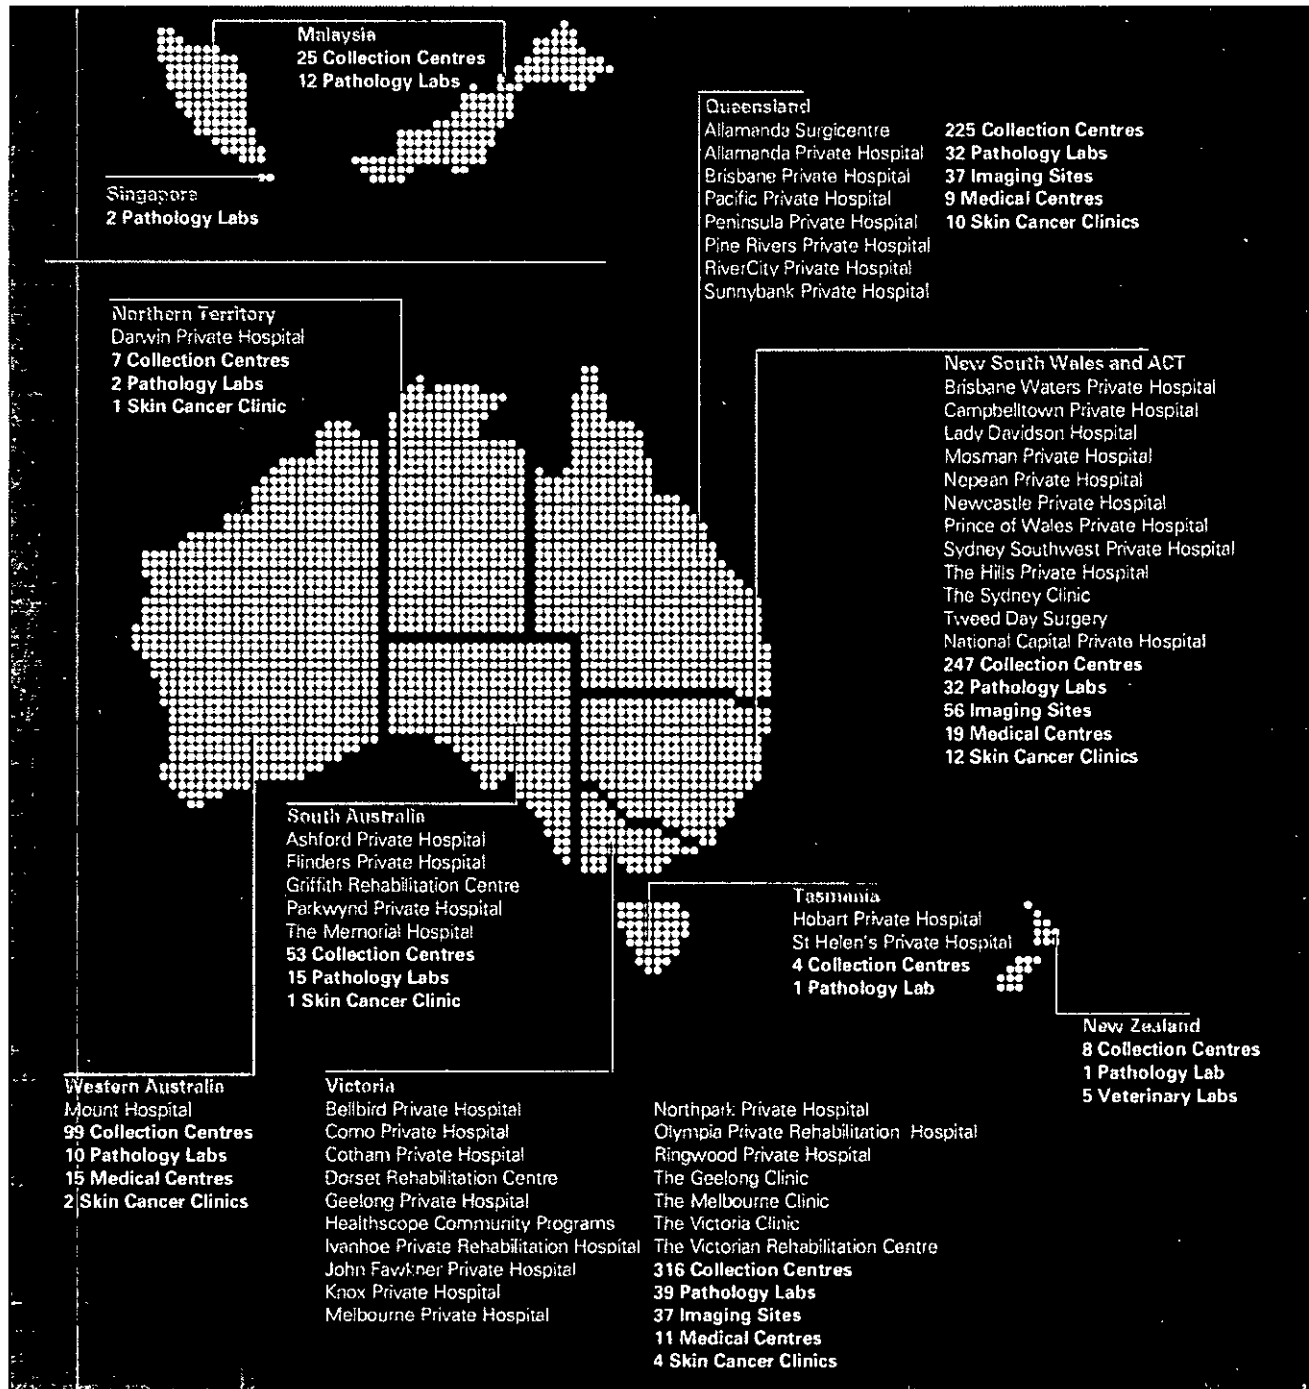 Malaysia
25 Collection Centres
12 Pathology Labs
Singapore
2 Pathology Labs
Queensland
Allamanda Surgicentre
Allamanda Private Hospital
Brisbane Private Hospital
Pacific Private Hospital
Peninsula Private Hospital
Pine Rivers Private Hospital
RiverCity Private Hospital
Sunnybank Private Hospital
225 Collection Centres
32 Pathology Labs
37 Imaging Sites
9 Medical Centres
10 Skin Cancer Clinics
Northern Territory
Darwin Private Hospital
7 Collection Centres
2 Pathology Labs
1 Skin Cancer Clinic
New South Wales and ACT
Brisbane Waters Private Hospital
Campbelltown Private Hospital
Lady Davidson Hospital
Mosman Private Hospital
Nepean Private Hospital
Newcastle Private Hospital
Prince of Wales Private Hospital
Sydney Southwest Private Hospital
The Hills Private Hospital
The Sydney Clinic
Tweed Day Surgery
National Capital Private Hospital
247 Collection Centres
32 Pathology Labs
56 Imaging Sites
19 Medical Centres
12 Skin Cancer Clinics
South Australia
Ashford Private Hospital
Flinders Private Hospital
Griffith Rehabilitation Centre
Parkwynd Private Hospital
The Memorial Hospital
53 Collection Centres
15 Pathology Labs
1 Skin Cancer Clinic
Tasmania
Hobart Private Hospital
St Helen's Private Hospital
4 Collection Centres
1 Pathology Lab
New Zealand
8 Collection Centres
1 Pathology Lab
5 Veterinary Labs
Western Australia
Mount Hospital
99 Collection Centres
10 Pathology Labs
15 Medical Centres
2 Skin Cancer Clinics
Victoria
Bellbird Private Hospital
Como Private Hospital
Cotham Private Hospital
Dorset Rehabilitation Centre
Geelong Private Hospital
Healthscope Community Programs
Ivanhoe Private Rehabilitation Hospital
John Fawkner Private Hospital
Knox Private Hospital
Melbourne Private Hospital
Northpark Private Hospital
Olympia Private Rehabilitation Hospital
Ringwood Private Hospital
The Geelong Clinic
The Melbourne Clinic
The Victoria Clinic
The Victorian Rehabilitation Centre
316 Collection Centres
39 Pathology Labs
37 Imaging Sites
11 Medical Centres
4 Skin Cancer Clinics